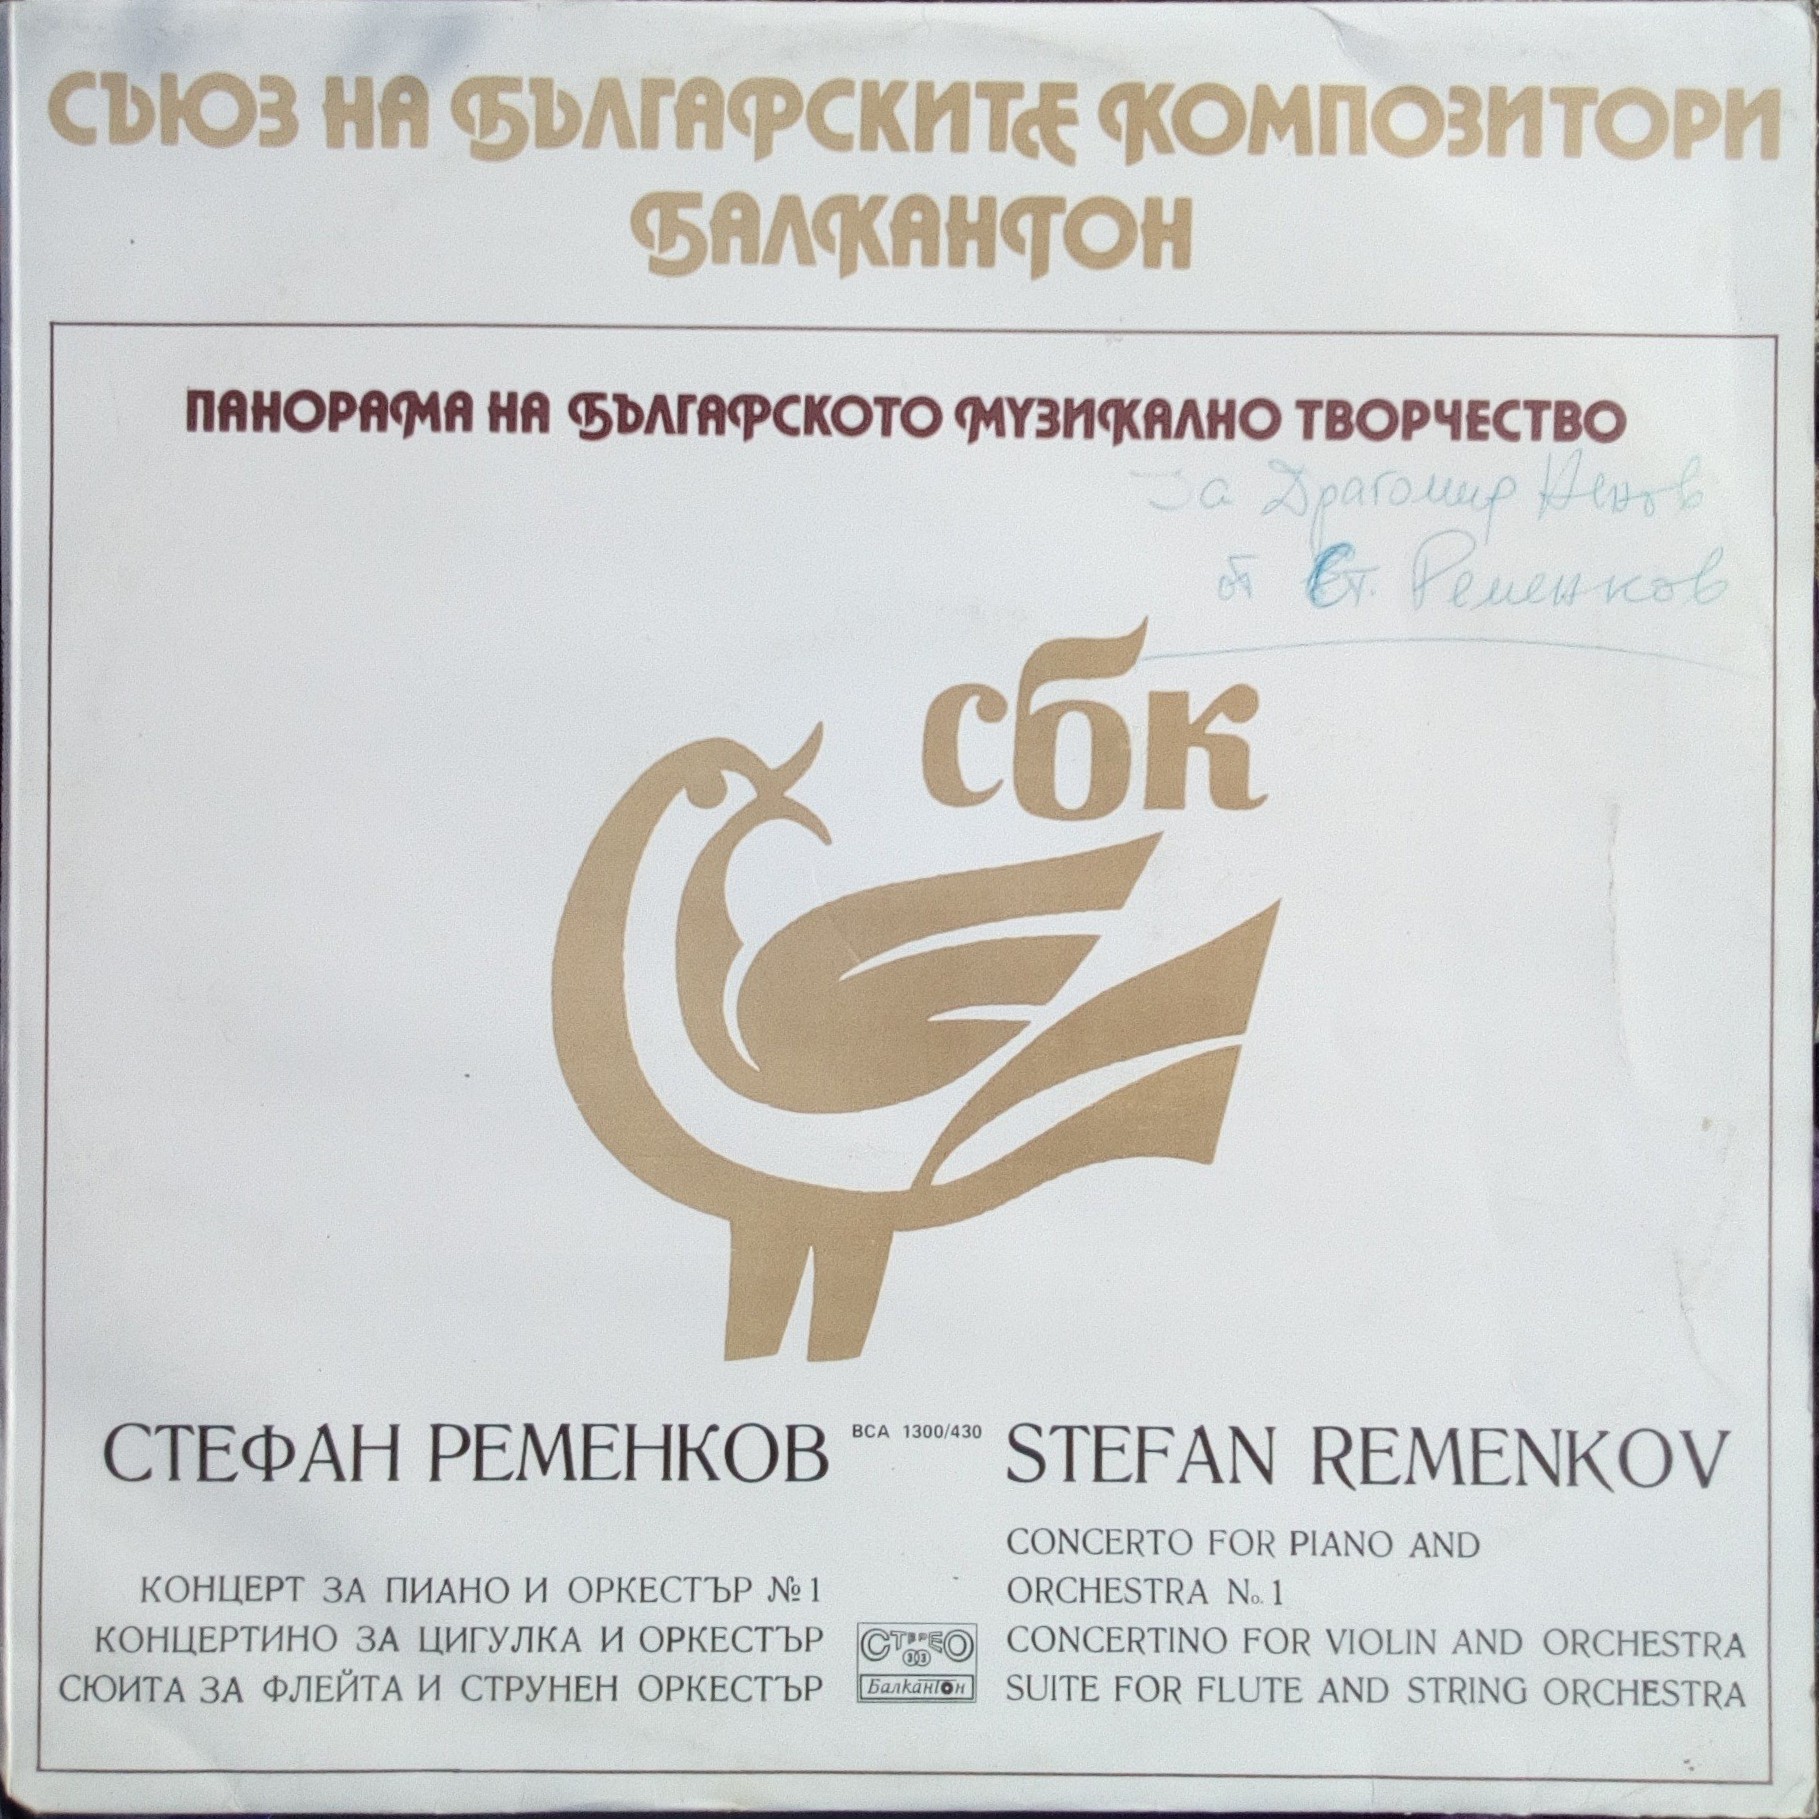 СЪЮЗ НА БЪЛГАРСКИТЕ КОМПОЗИТОРИ
БАЛКАНТОН
ПАНОРАМА НА БЪЛГАРСКОТО МУЗИКАЛНО ТВОРЧЕСТВО
За Драгомир Ненов
от Ст. Ременков
сбк
СТЕФАН РЕМЕНКОВ
ВСА 1300/430
STEFAN REMENKOV
КОНЦЕРТ ЗА ПИАНО И ОРКЕСТЪР №1
КОНЦЕРТИНО ЗА ЦИГУЛКА И ОРКЕСТЪР
СЮИТА ЗА ФЛЕЙТА И СТРУНЕН ОРКЕСТЪР
СТЕРЕО
33
Балкантон
CONCERTO FOR PIANO AND
ORCHESTRA No. 1
CONCERTINO FOR VIOLIN AND ORCHESTRA
SUITE FOR FLUTE AND STRING ORCHESTRA